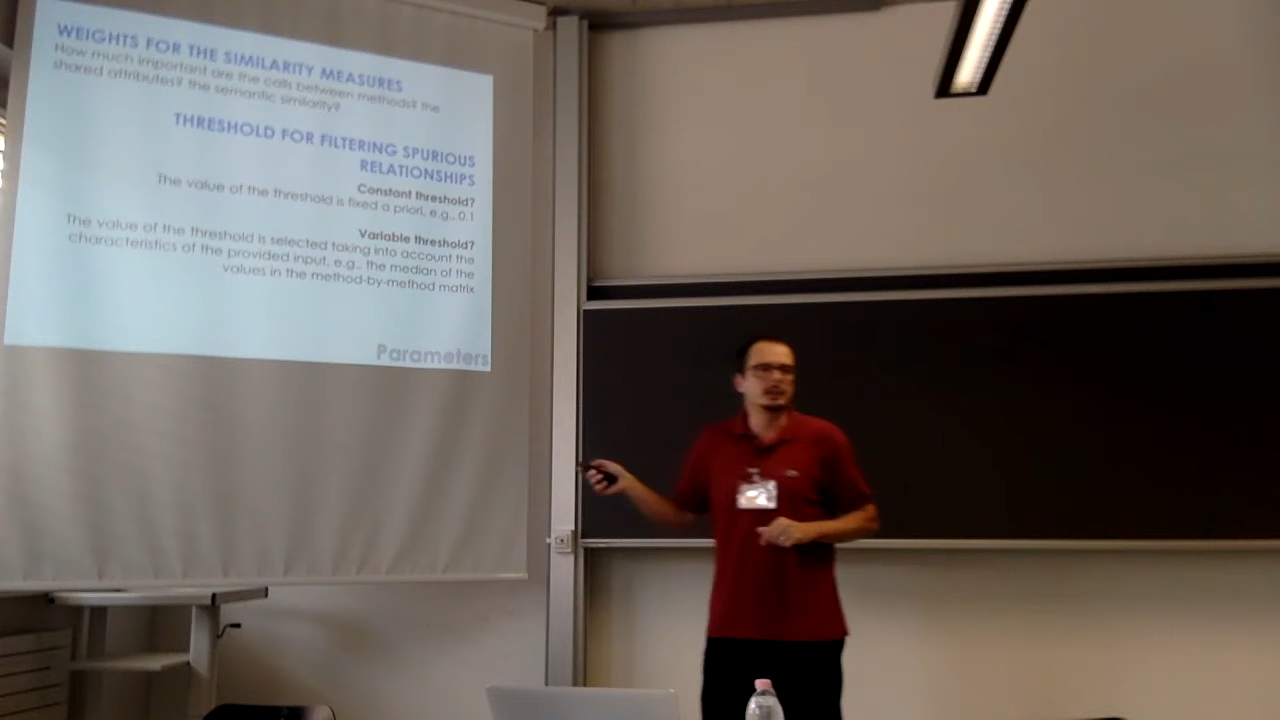 WEIGHTS FOR THE SIMILARITY MEASURES
How much important are the calls between methods? the
shared attributes? the semantic similarity?
THRESHOLD FOR FILTERING SPURIOUS
RELATIONSHIPS
Constant threshold?
The value of the threshold is fixed a priori, e.g., 0.1
Variable threshold?
The value of the threshold is selected taking into account the
characteristics of the provided input, e.g., the median of the
values in the method-by-method matrix
Parameters